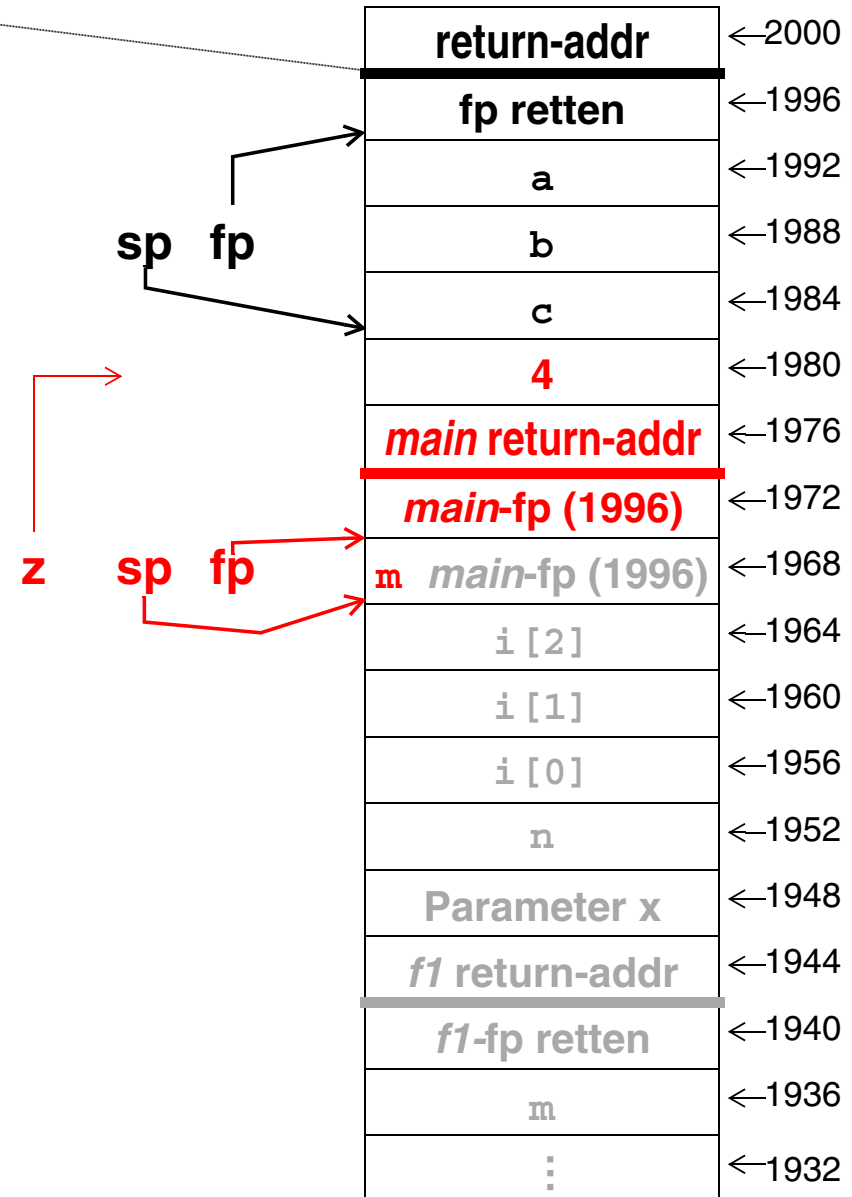 return-addr ←2000
fp retten ←1996
a ←1992
sp fp b ←1988
c ←1984
4 ←1980
main return-addr ←1976
main-fp (1996) ←1972
z sp fp m main-fp (1996) ←1968
i[2] ←1964
i[1] ←1960
i[0] ←1956
n ←1952
Parameter x ←1948
f1 return-addr ←1944
f1-fp retten ←1940
m ←1936
⋮ ←1932